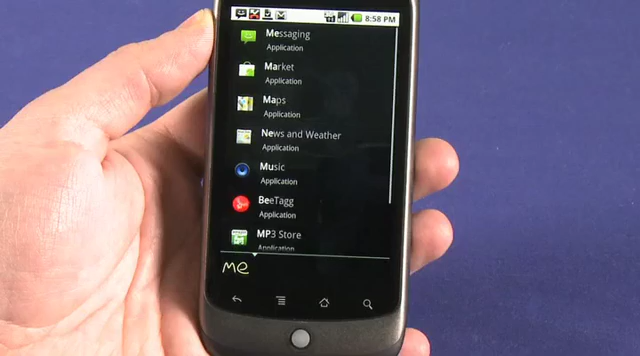 8:58 PM
Messaging
Application
Market
Application
Maps
Application
News and Weather
Application
Music
Application
BeeTagg
Application
MP3 Store
Application
me